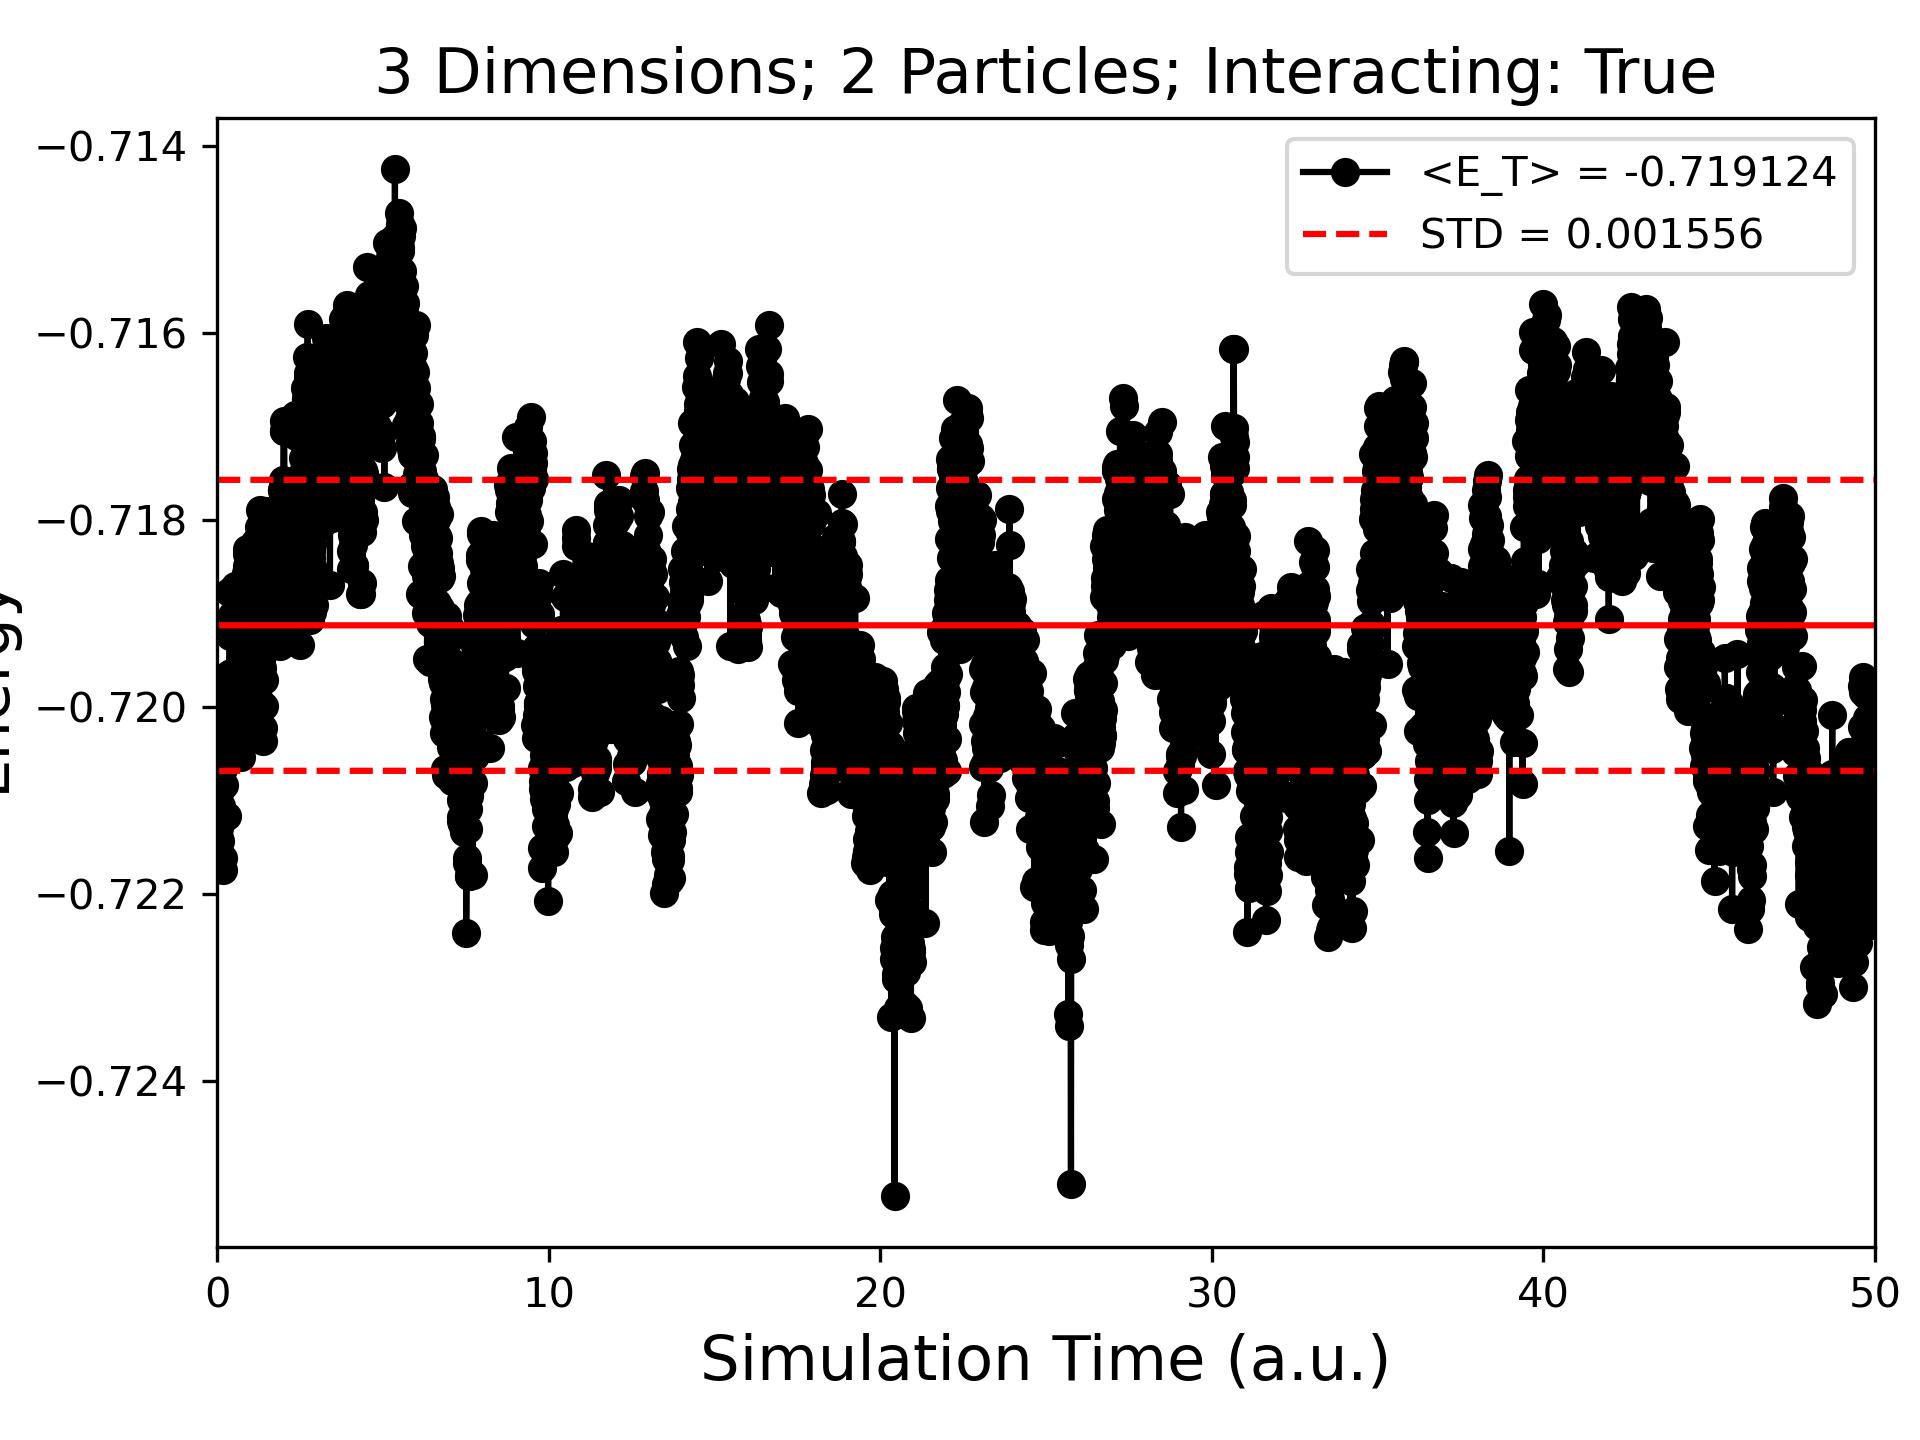 3 Dimensions; 2 Particles; Interacting: True
<E_T> = -0.719124
STD = 0.001556
−0.714
−0.716
−0.718
−0.720
−0.722
−0.724
Energy
0 10 20 30 40 50
Simulation Time (a.u.)